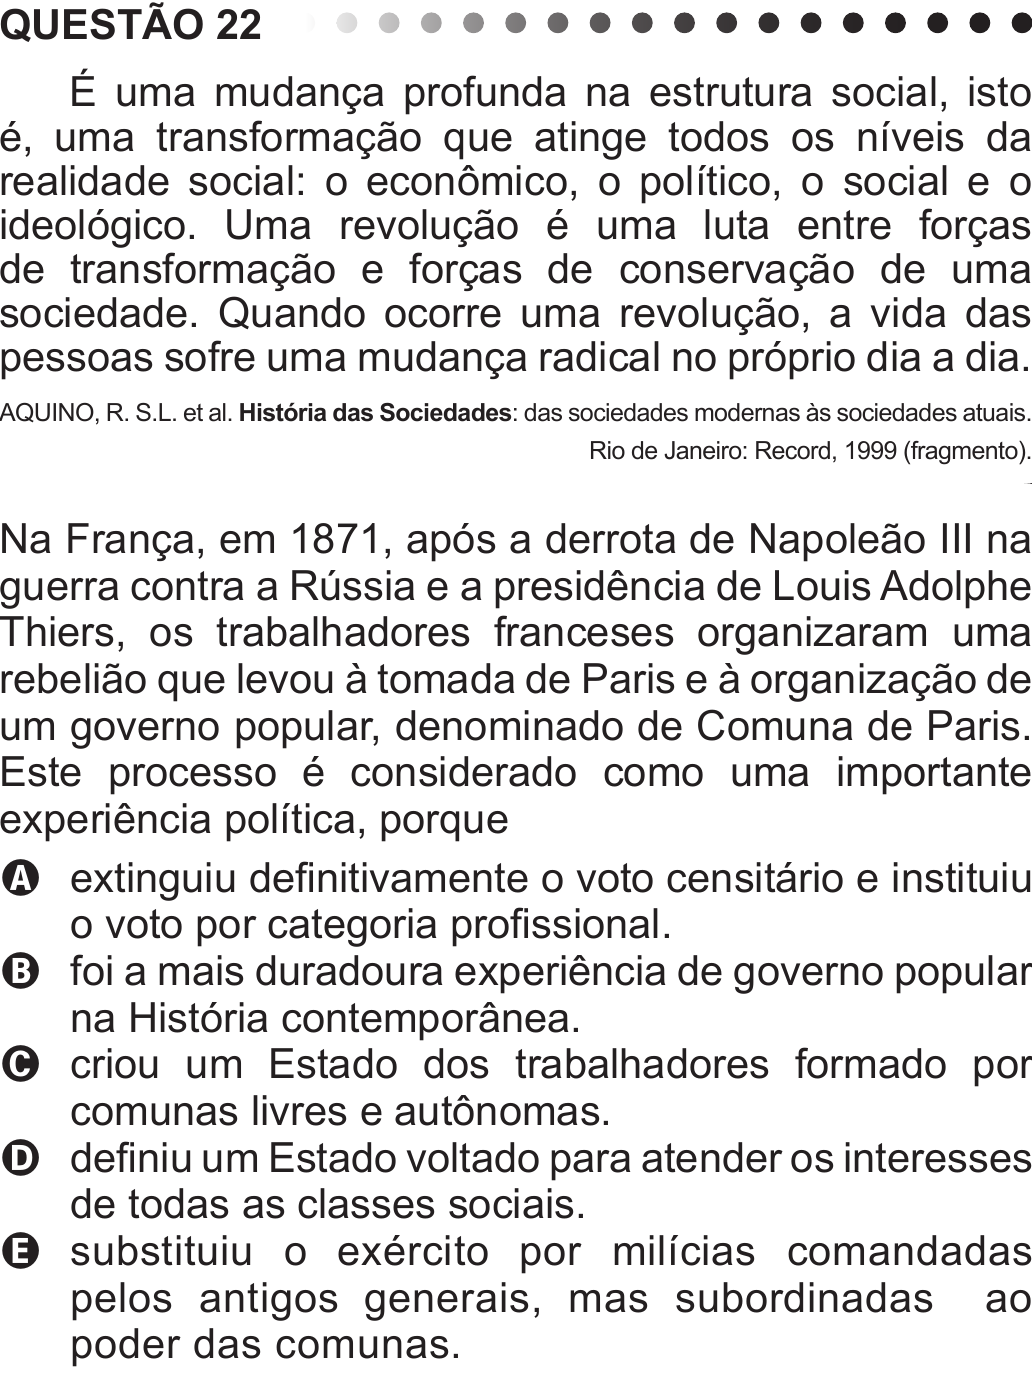 QUESTÃO 22
É uma mudança profunda na estrutura social, isto
é, uma transformação que atinge todos os níveis da
realidade social: o econômico, o político, o social e o
ideológico. Uma revolução é uma luta entre forças
de transformação e forças de conservação de uma
sociedade. Quando ocorre uma revolução, a vida das
pessoas sofre uma mudança radical no próprio dia a dia.
AQUINO, R. S.L. et al. História das Sociedades: das sociedades modernas às sociedades atuais.
Rio de Janeiro: Record, 1999 (fragmento).
Na França, em 1871, após a derrota de Napoleão III na
guerra contra a Rússia e a presidência de Louis Adolphe
Thiers, os trabalhadores franceses organizaram uma
rebelião que levou à tomada de Paris e à organização de
um governo popular, denominado de Comuna de Paris.
Este processo é considerado como uma importante
experiência política, porque
A extinguiu definitivamente o voto censitário e instituiu
o voto por categoria profissional.
B foi a mais duradoura experiência de governo popular
na História contemporânea.
C criou um Estado dos trabalhadores formado por
comunas livres e autônomas.
D definiu um Estado voltado para atender os interesses
de todas as classes sociais.
E substituiu o exército por milícias comandadas
pelos antigos generais, mas subordinadas ao
poder das comunas.